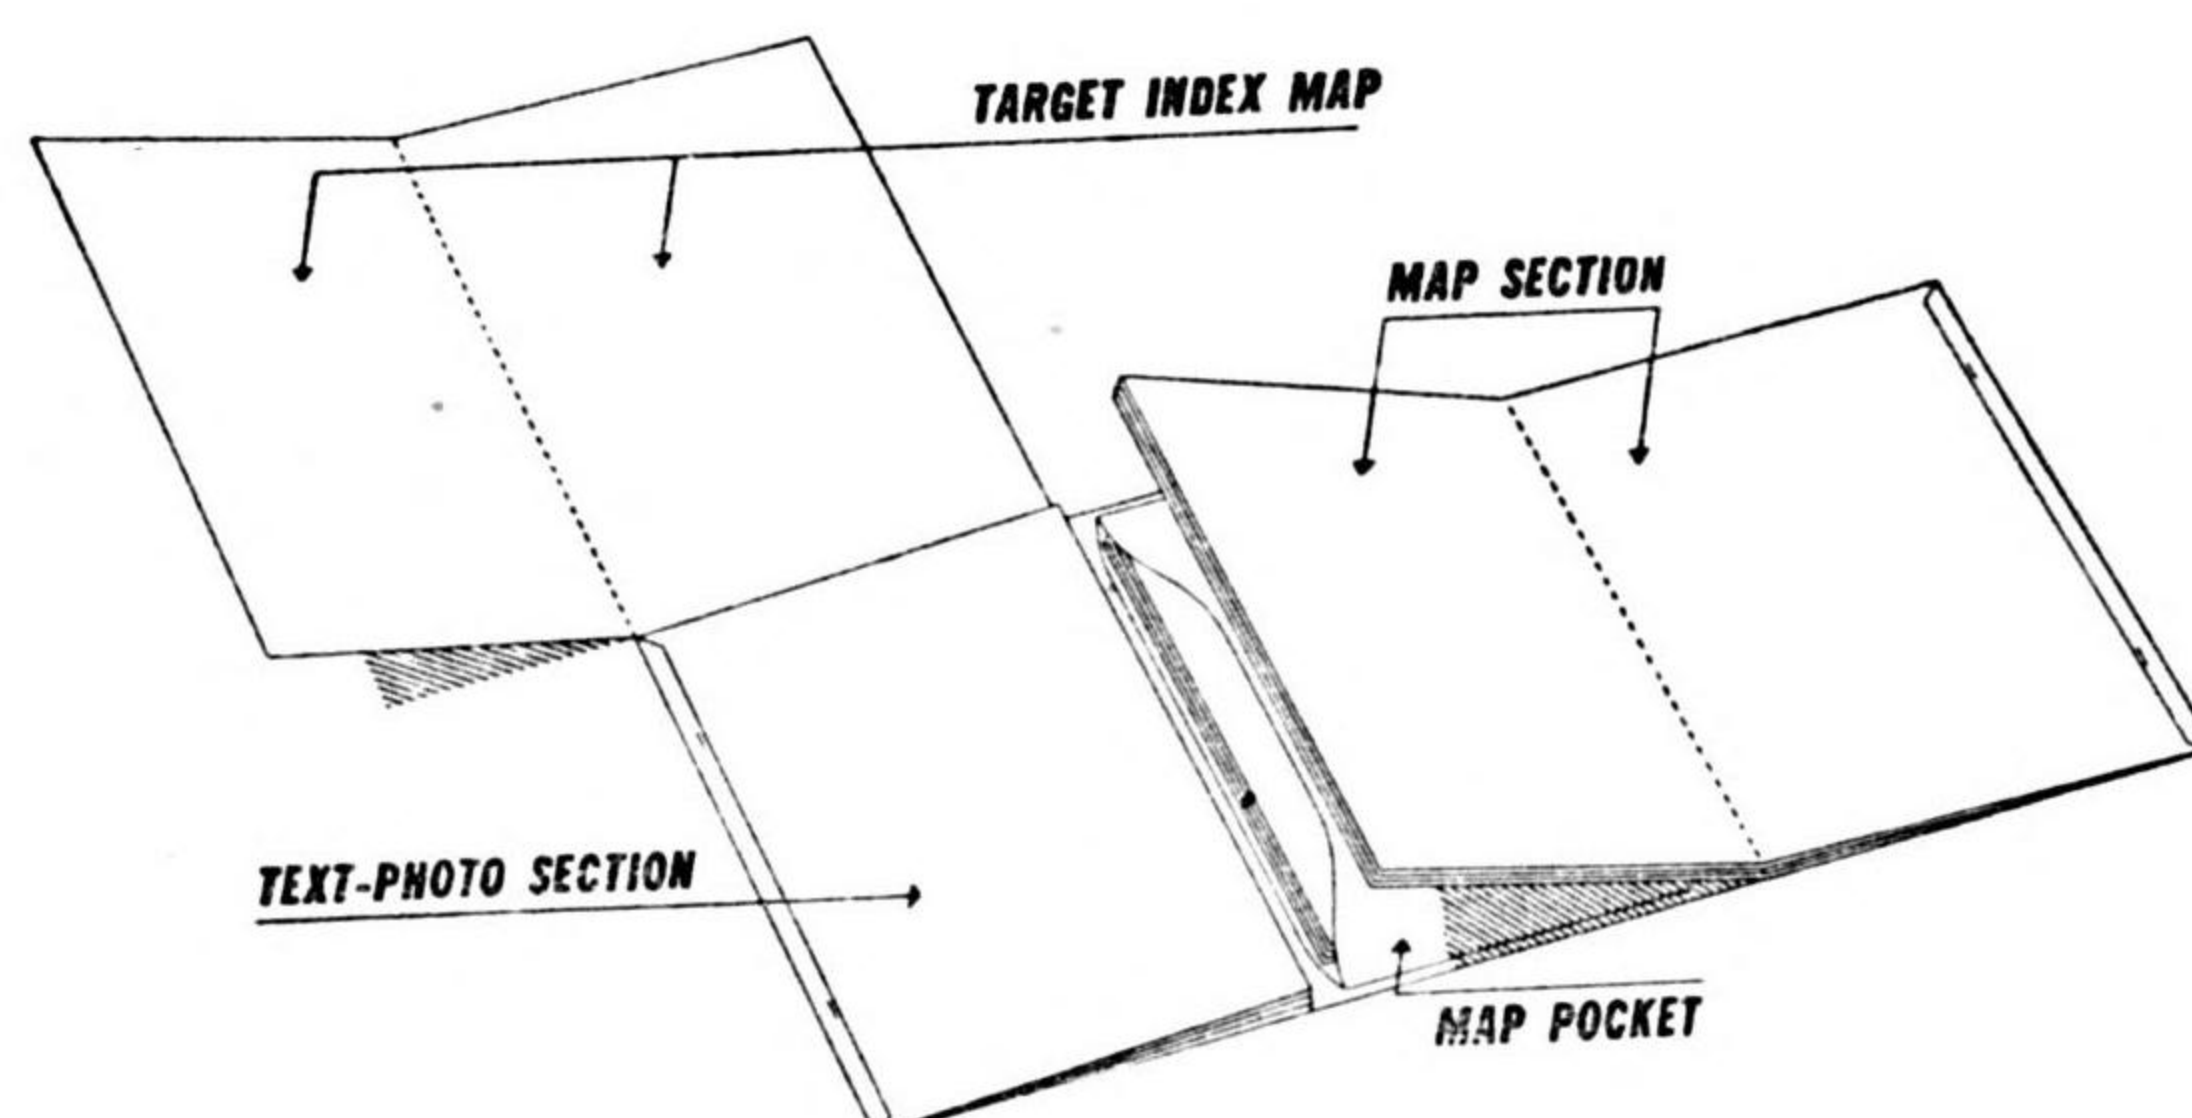 TARGET INDEX MAP
MAP SECTION
TEXT-PHOTO SECTION
MAP POCKET